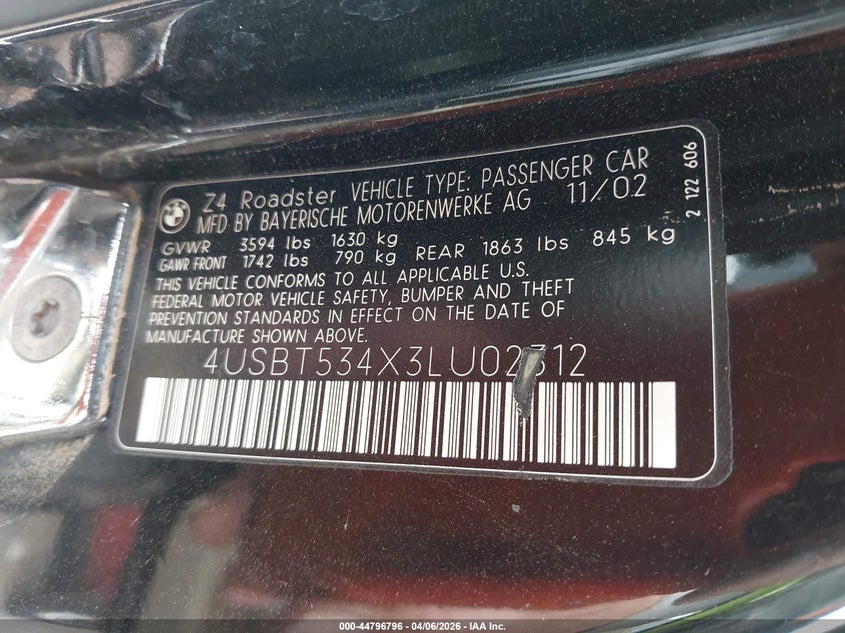 Z4 Roadster VEHICLE TYPE: PASSENGER CAR
MFD BY BAYERISCHE MOTORENWERKE AG 11/02
GVWR 3594 lbs 1630 kg
GAWR FRONT 1742 lbs 790 kg REAR 1863 lbs 845 kg
THIS VEHICLE CONFORMS TO ALL APPLICABLE U.S.
FEDERAL MOTOR VEHICLE SAFETY, BUMPER AND THEFT
PREVENTION STANDARDS IN EFFECT ON THE DATE OF
MANUFACTURE SHOWN ABOVE.
4USBT534X3LU02312
2 122 606
BMW
000-44796796 - 04/06/2026 - IAA Inc.